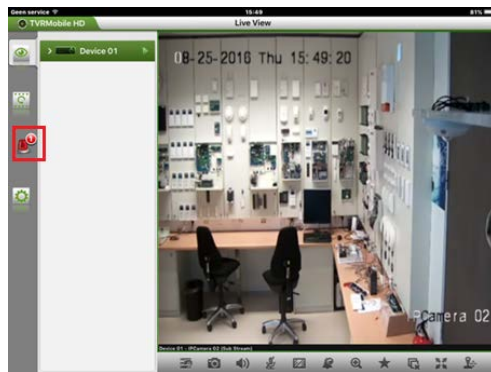 Geen service 15:49 81%
TVRMobile HD Live View
Device 01
08-25-2016 Thu 15:49:20
1
IPCamera 02
Device 01 - IPCamera 02 (Sub Stream)